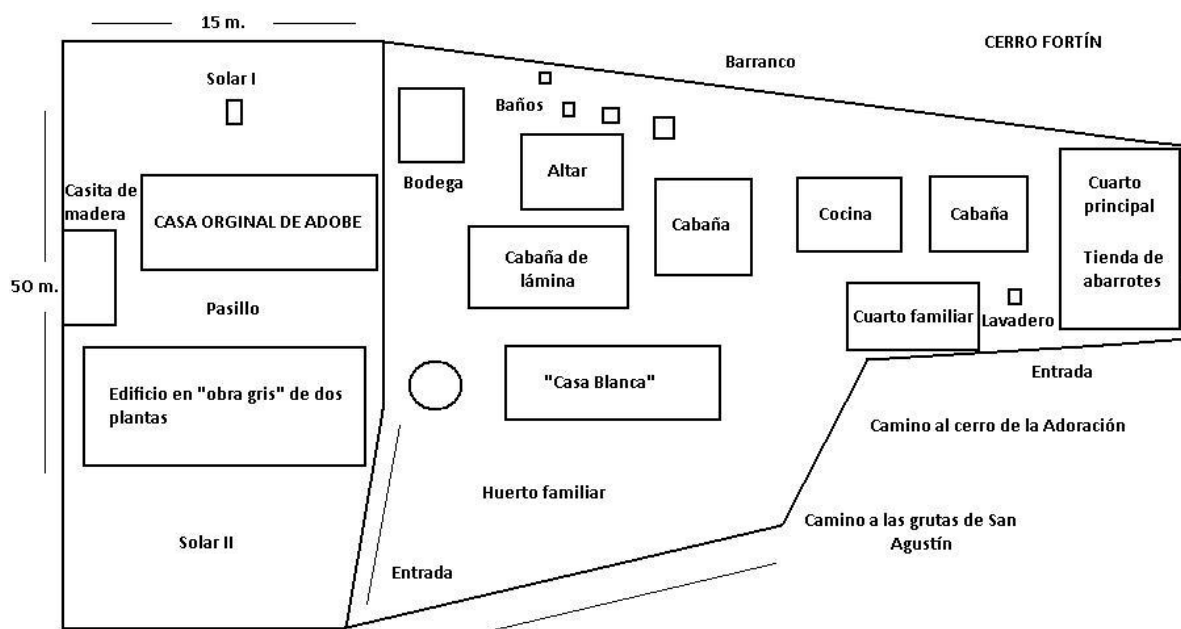 15 m.
CERRO FORTÍN
Barranco
Solar I
Baños
Bodega
Altar
Casita de
madera
CASA ORGINAL DE ADOBE
Cabaña
Cocina
Cabaña
Cuarto
principal
Tienda de
abarrotes
Cabaña de
lámina
50 m.
Pasillo
Cuarto familiar
Lavadero
Edificio en "obra gris" de dos
plantas
"Casa Blanca"
Entrada
Camino al cerro de la Adoración
Huerto familiar
Camino a las grutas de San
Agustín
Solar II
Entrada